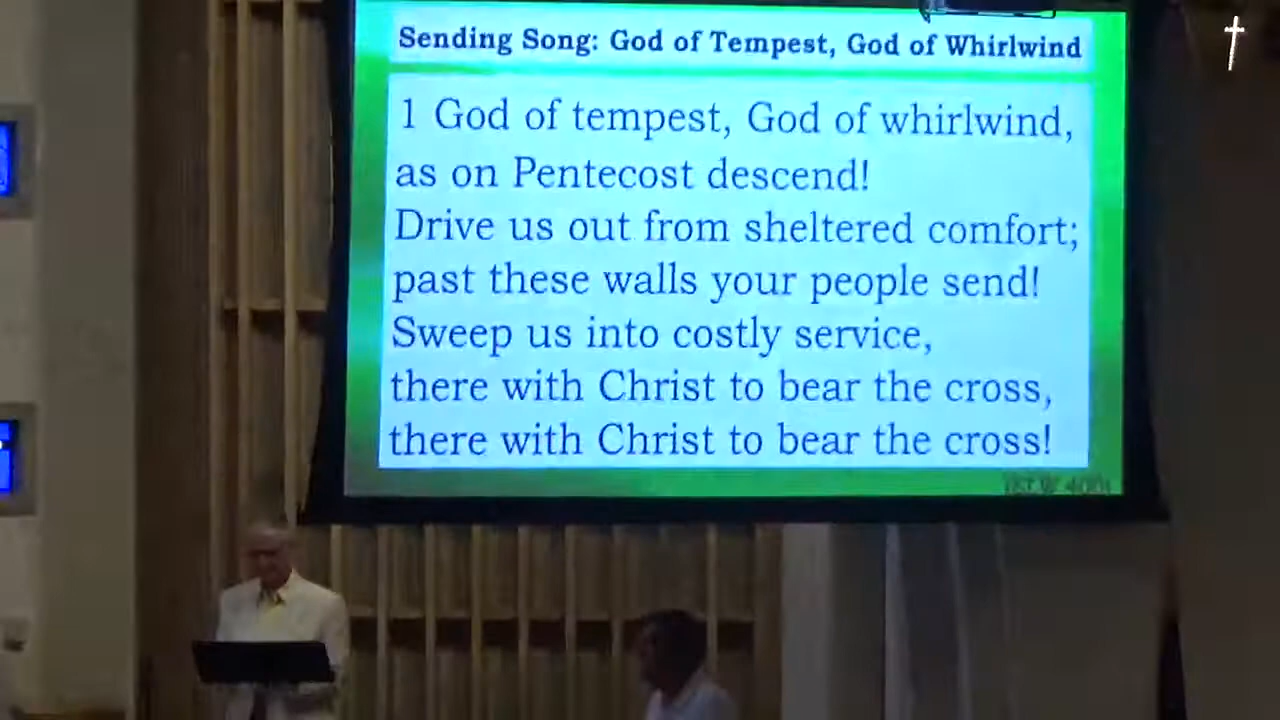 Sending Song: God of Tempest, God of Whirlwind
1 God of tempest, God of whirlwind,
as on Pentecost descend!
Drive us out from sheltered comfort;
past these walls your people send!
Sweep us into costly service,
there with Christ to bear the cross,
there with Christ to bear the cross!